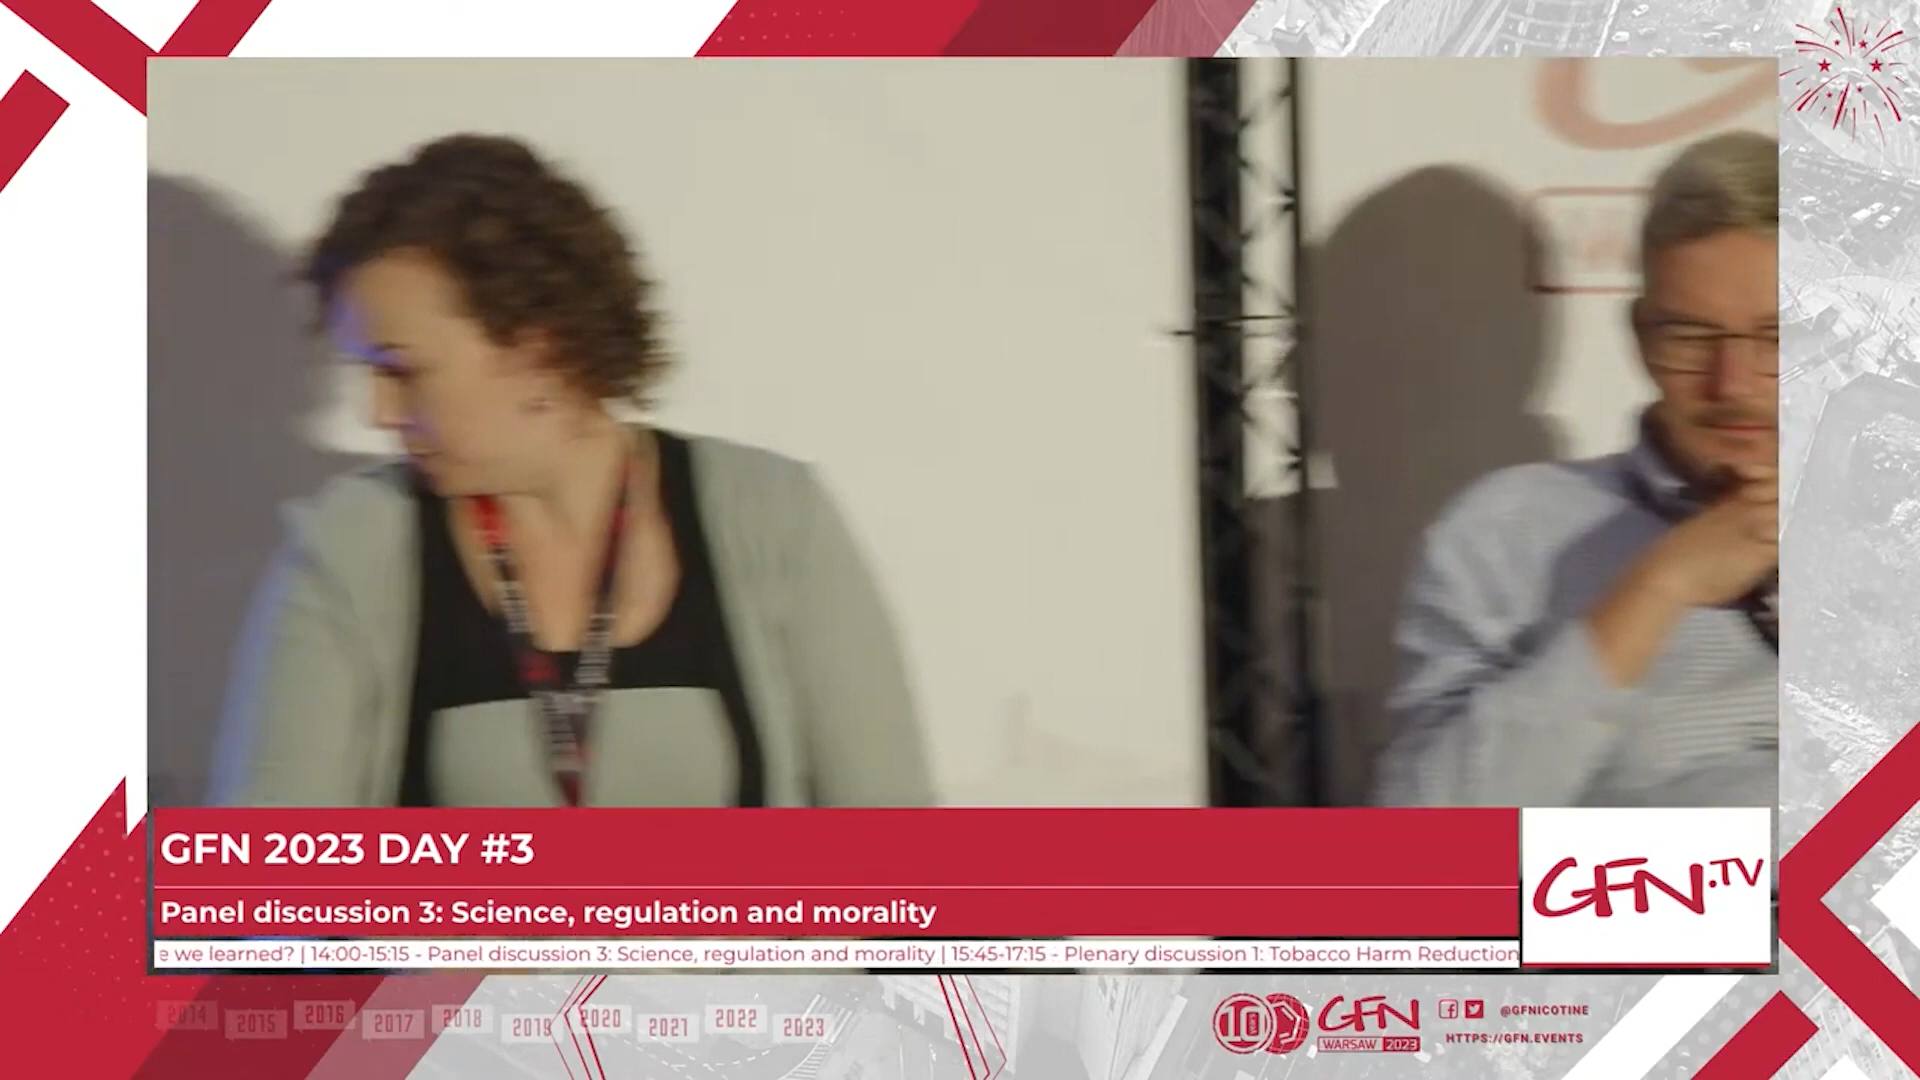 GFN 2023 DAY #3
Panel discussion 3: Science, regulation and morality
e we learned? | 14:00-15:15 - Panel discussion 3: Science, regulation and morality | 15:45-17:15 - Plenary discussion 1: Tobacco Harm Reduction
GFN.TV
2014 2015 2016 2017 2018 2019 2020 2021 2022 2023
10
GFN
WARSAW 2023
@GFNICOTINE
HTTPS://GFN.EVENTS